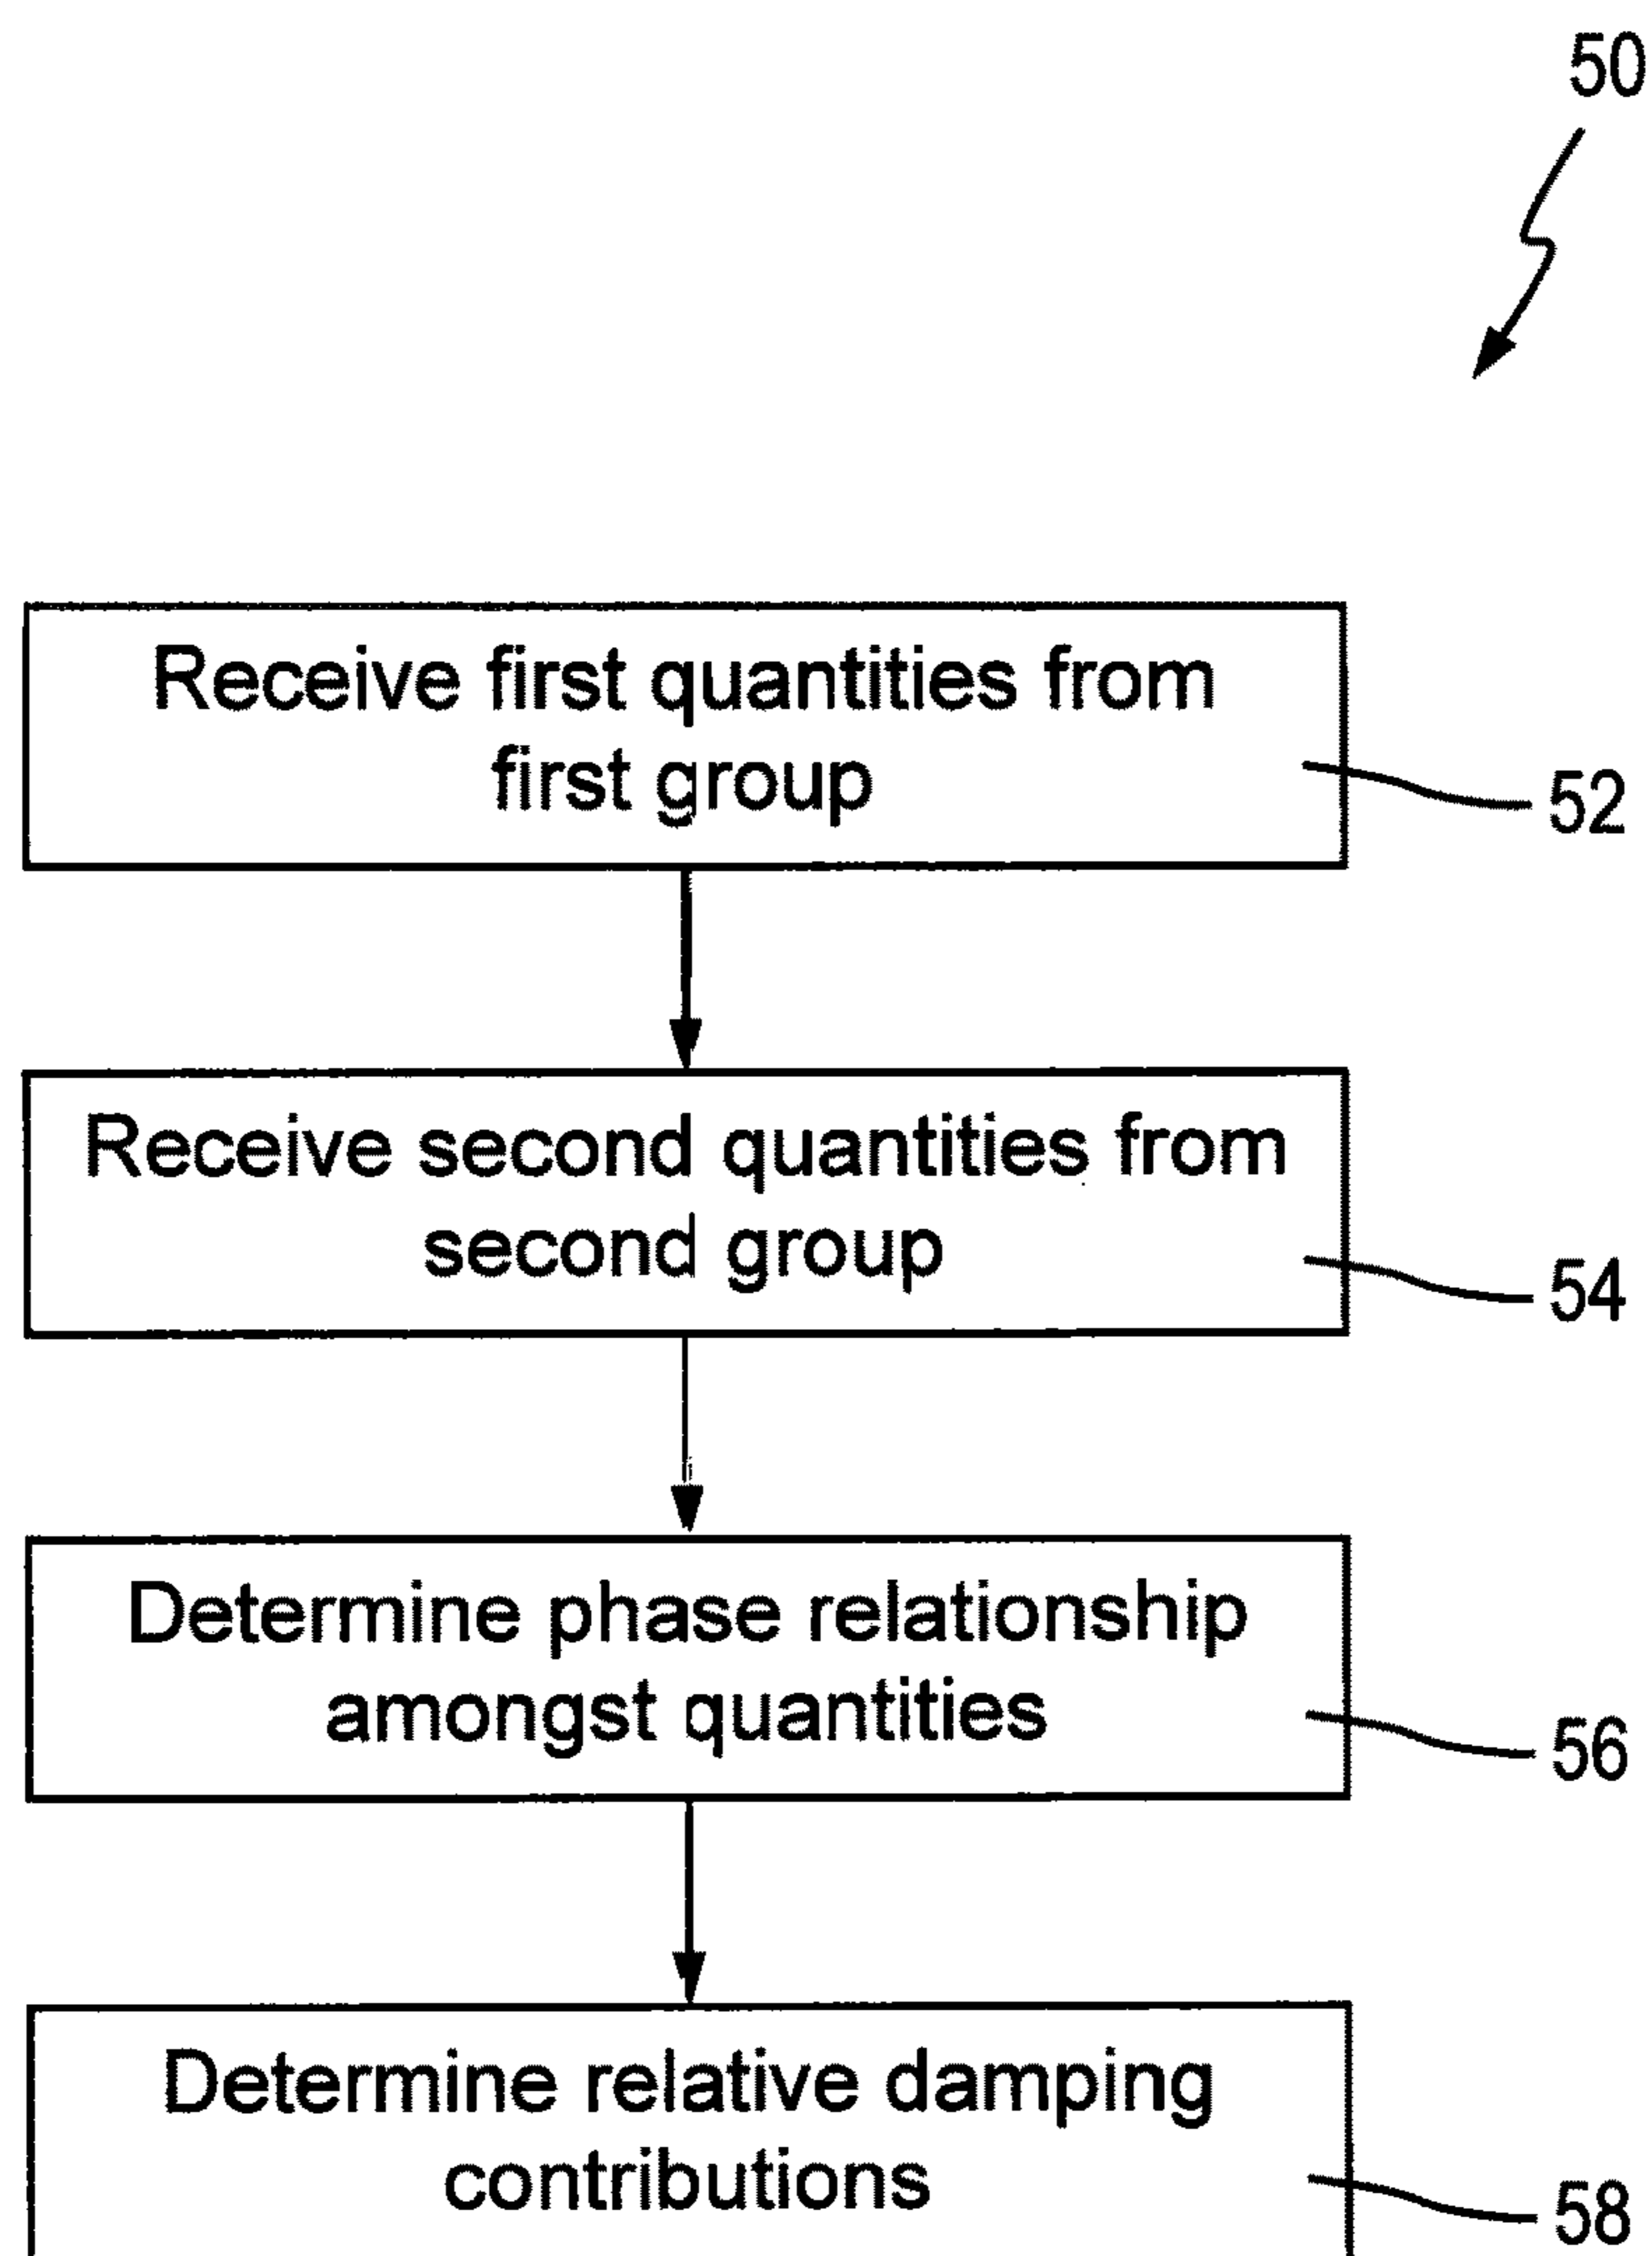 50
Receive first quantities from
first group
52
Receive second quantities from
second group
54
Determine phase relationship
amongst quantities
56
Determine relative damping
contributions
58